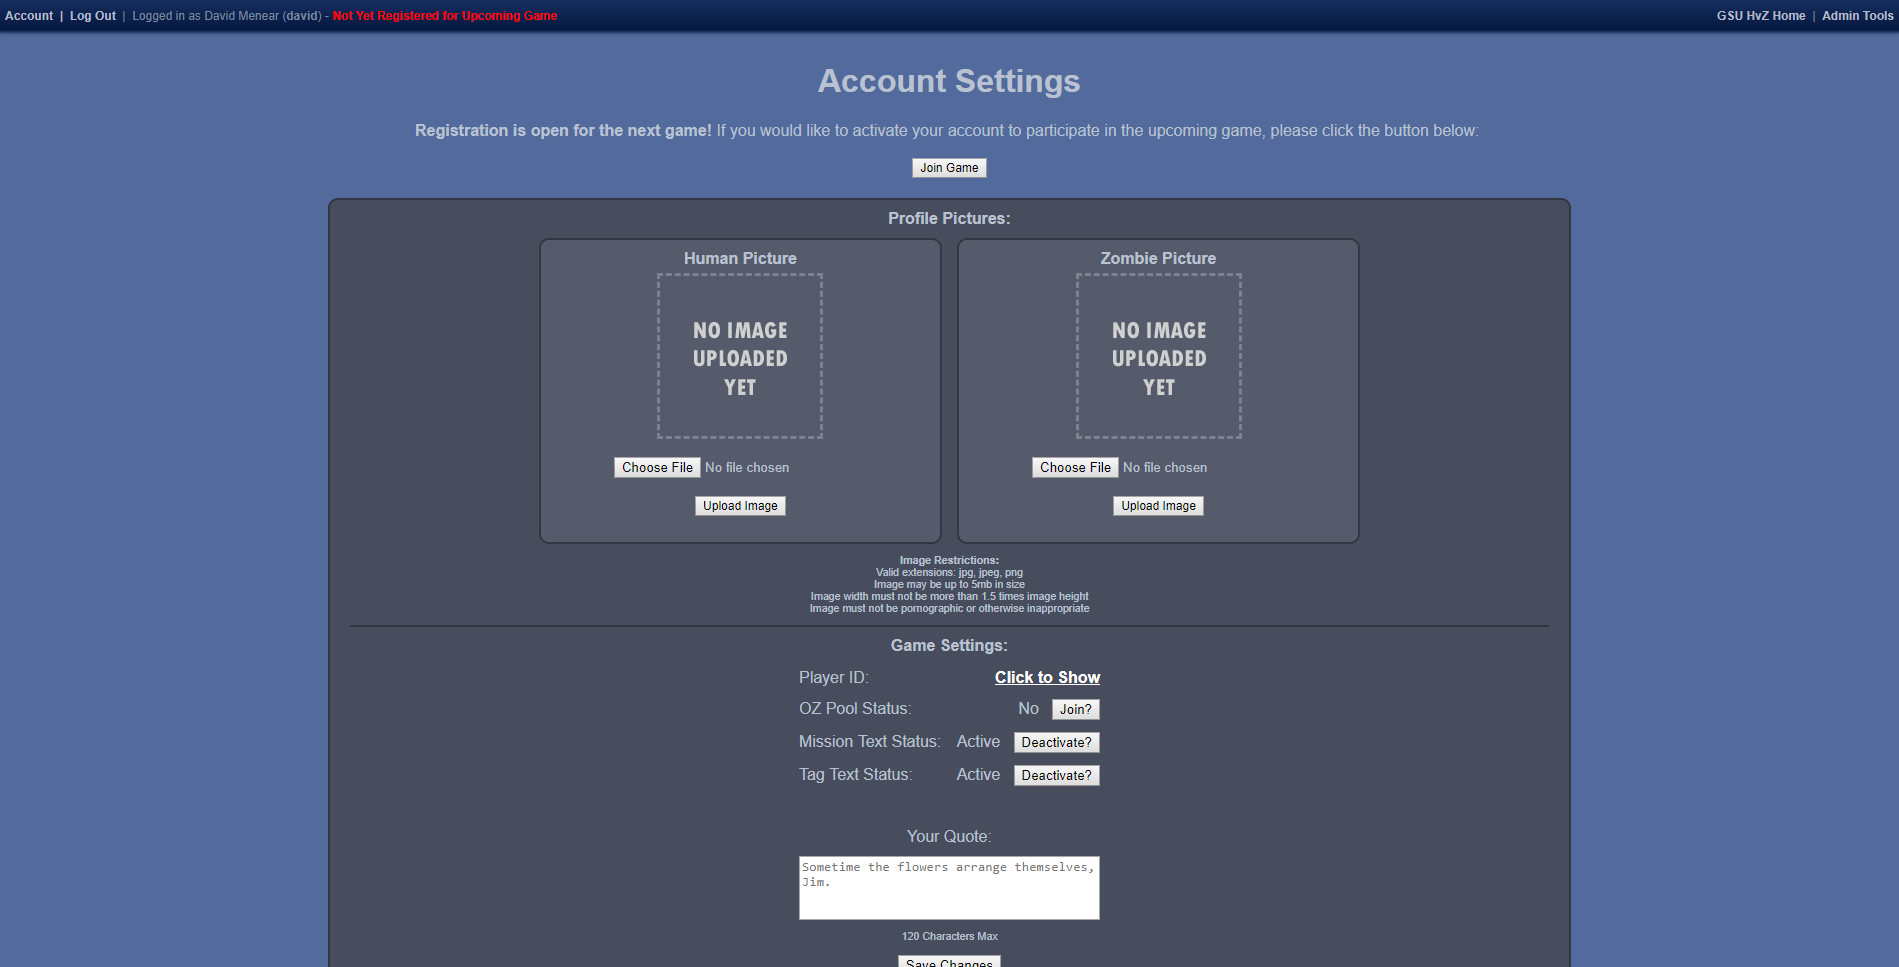 Account | Log Out | Logged in as David Menear (david) - Not Yet Registered for Upcoming Game
GSU HvZ Home | Admin Tools
Account Settings
Registration is open for the next game! If you would like to activate your account to participate in the upcoming game, please click the button below:
Join Game
Profile Pictures:
Human Picture
NO IMAGE
UPLOADED
YET
Choose File No file chosen
Upload Image
Zombie Picture
NO IMAGE
UPLOADED
YET
Choose File No file chosen
Upload Image
Image Restrictions:
Valid extensions: jpg, jpeg, png
Image may be up to 5mb in size
Image width must not be more than 1.5 times image height
Image must not be pornographic or otherwise inappropriate
Game Settings:
Player ID: Click to Show
OZ Pool Status: No Join?
Mission Text Status: Active Deactivate?
Tag Text Status: Active Deactivate?
Your Quote:
Sometime the flowers arrange themselves,
Jim.
120 Characters Max
Save Changes